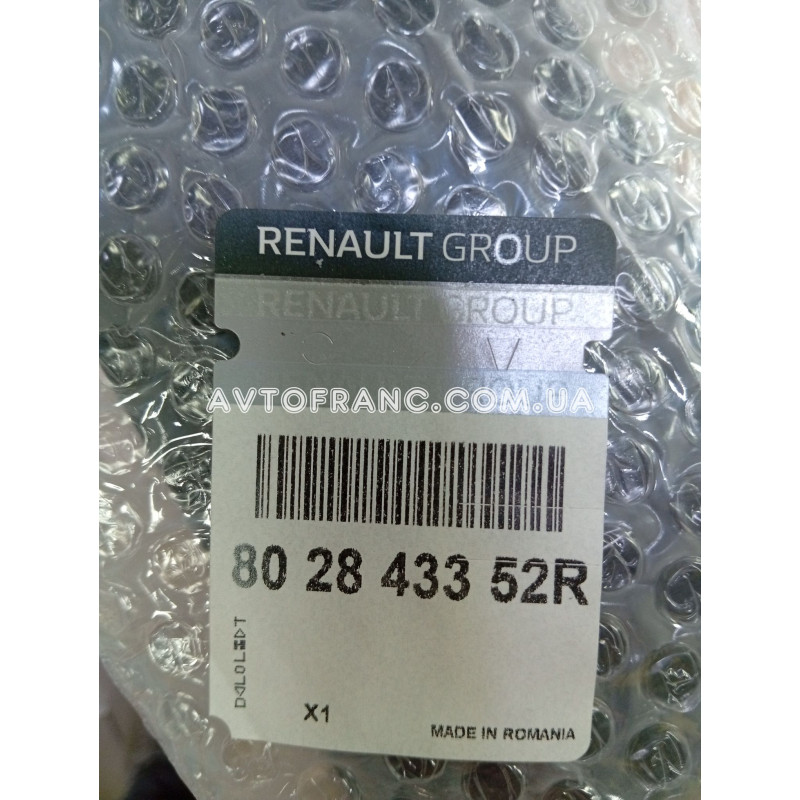 RENAULT GROUP
RENAULT GROUP
AVTOFRANC.COM.UA
80 28 433 52R
X1
MADE IN ROMANIA